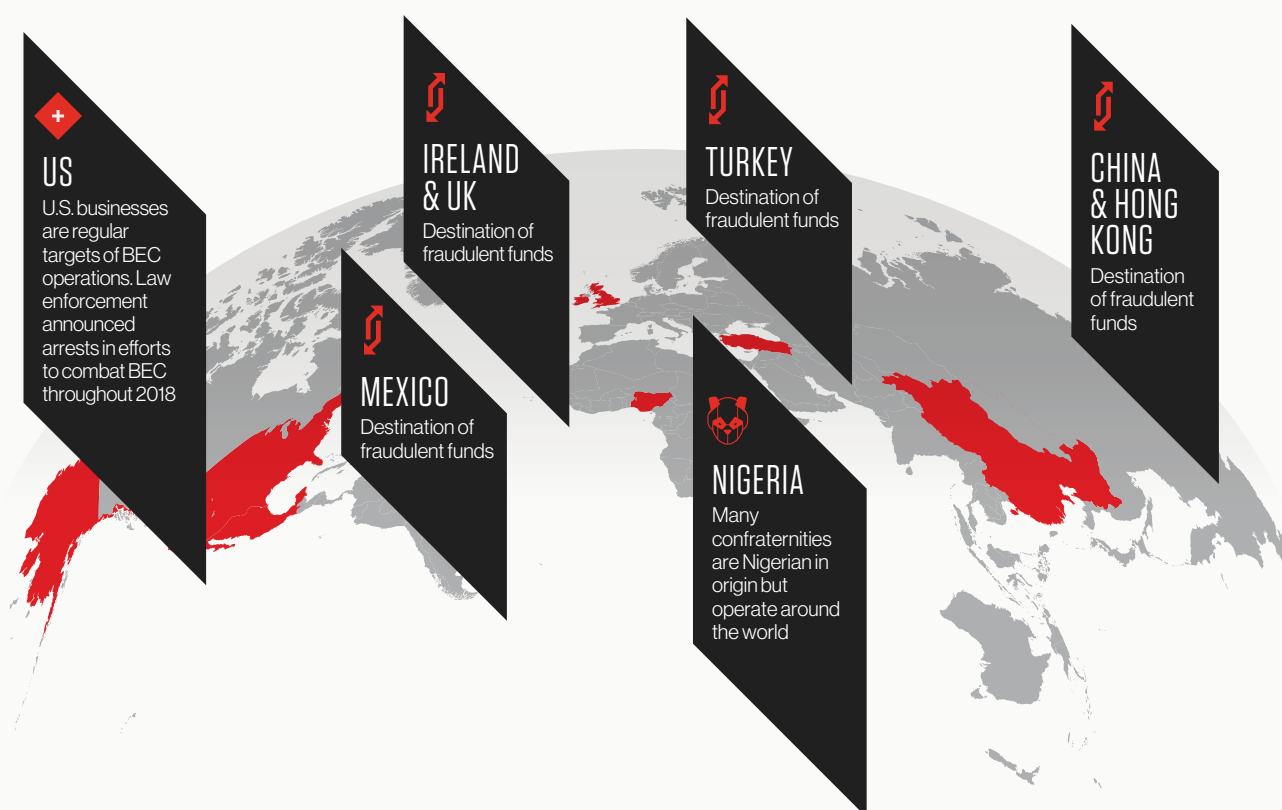 US
U.S. businesses
are regular
targets of BEC
operations. Law
enforcement
announced
arrests in efforts
to combat BEC
throughout 2018
IRELAND
& UK
Destination of
fraudulent funds
MEXICO
Destination of
fraudulent funds
TURKEY
Destination of
fraudulent funds
NIGERIA
Many
confraternities
are Nigerian in
origin but
operate around
the world
CHINA
& HONG
KONG
Destination
of fraudulent
funds